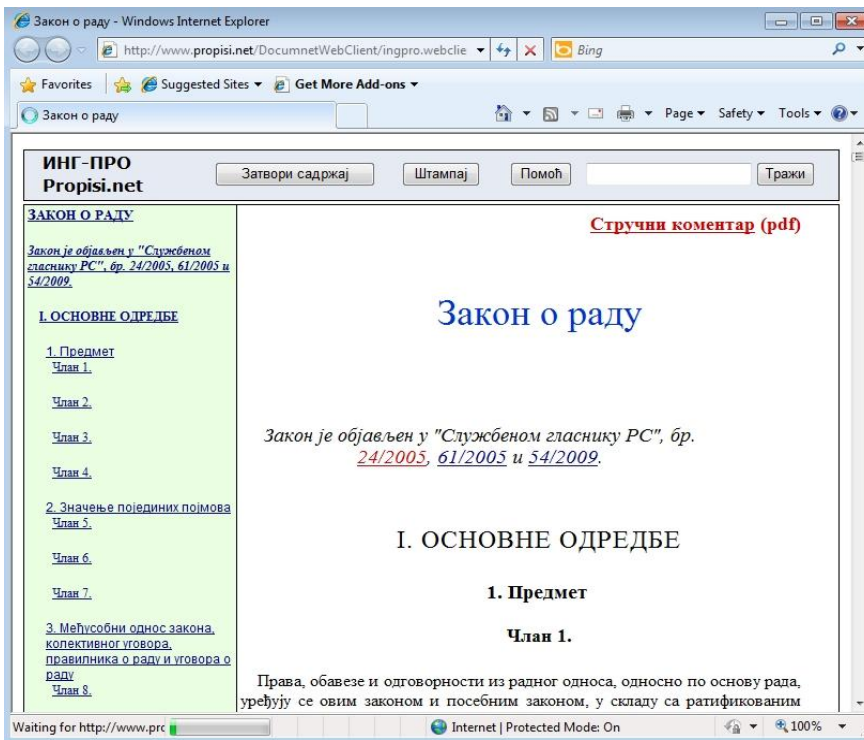 Закон о раду - Windows Internet Explorer
http://www.propisi.net/DocumnetWebClient/ingpro.webclie
Bing
Favorites Suggested Sites Get More Add-ons
Закон о раду Page Safety Tools
ИНГ-ПРО
Propisi.net
Затвори садржај Штампај Помоћ Тражи
ЗАКОН О РАДУ
Закон је објављен у "Службеном
гласнику РС", бр. 24/2005, 61/2005 и
54/2009.
I. ОСНОВНЕ ОДРЕДБЕ
1. Предмет
Члан 1.
Члан 2.
Члан 3.
Члан 4.
2. Значење појединих појмова
Члан 5.
Члан 6.
Члан 7.
3. Међусобни однос закона,
колективног уговора,
правилника о раду и уговора о
раду
Члан 8.
Стручни коментар (pdf)
Закон о раду
Закон је објављен у "Службеном гласнику РС", бр.
24/2005, 61/2005 и 54/2009.
I. ОСНОВНЕ ОДРЕДБЕ
1. Предмет
Члан 1.
Права, обавезе и одговорности из радног односа, односно по основу рада,
уређују се овим законом и посебним законом, у складу са ратификованим
Waiting for http://www.prc Internet | Protected Mode: On 100%